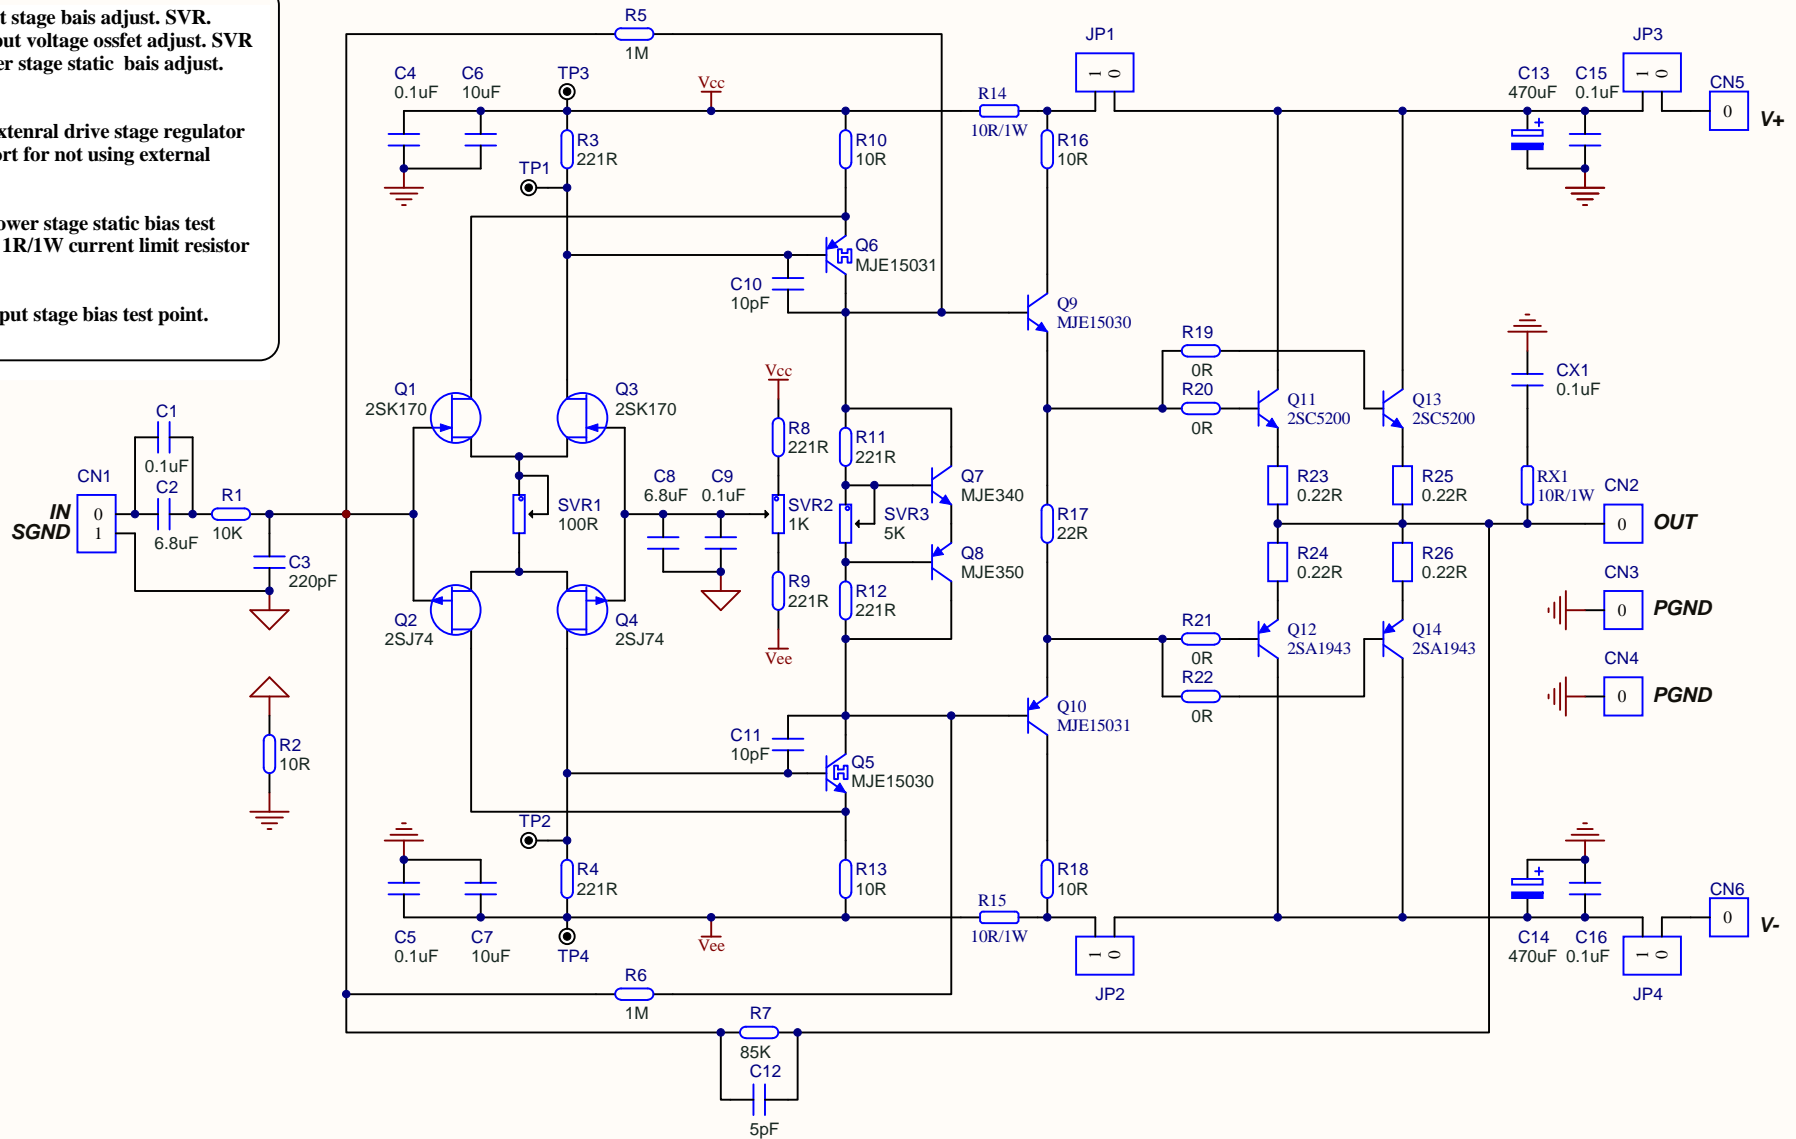 t stage bais adjust. SVR.
out voltage ossfet adjust. SVR
er stage static bais adjust.
xtenral drive stage regulator
ort for not using external
ower stage static bias test
1R/1W current limit resistor
put stage bias test point.
R5
1M
JP1
1 0
JP3
1 0
C4
0.1uF
C6
10uF
TP3
Vcc
R14
10R/1W
C13
470uF
C15
0.1uF
CN5
0
V+
R3
221R
R10
10R
R16
10R
TP1
Q6
MJE15031
C10
10pF
Q9
MJE15030
R19
0R
R20
0R
CX1
0.1uF
Vcc
Q1
2SK170
Q3
2SK170
Q11
2SC5200
Q13
2SC5200
C1
0.1uF
R8
221R
R11
221R
CN1
IN
SGND
0
1
C2
6.8uF
R1
10K
C3
220pF
SVR1
100R
C8
6.8uF
C9
0.1uF
SVR2
1K
SVR3
5K
Q7
MJE340
Q8
MJE350
R17
22R
R23
0.22R
R25
0.22R
RX1
10R/1W
CN2
0
OUT
R24
0.22R
R26
0.22R
CN3
0
PGND
R9
221R
R12
221R
Q2
2SJ74
Q4
2SJ74
Vee
R21
0R
R22
0R
Q12
2SA1943
Q14
2SA1943
CN4
0
PGND
Q10
MJE15031
R2
10R
C11
10pF
Q5
MJE15030
TP2
R4
221R
R13
10R
R18
10R
R15
10R/1W
C5
0.1uF
C7
10uF
TP4
Vee
1 0
JP2
C14
470uF
C16
0.1uF
1 0
JP4
CN6
0
V-
R6
1M
R7
85K
C12
5pF